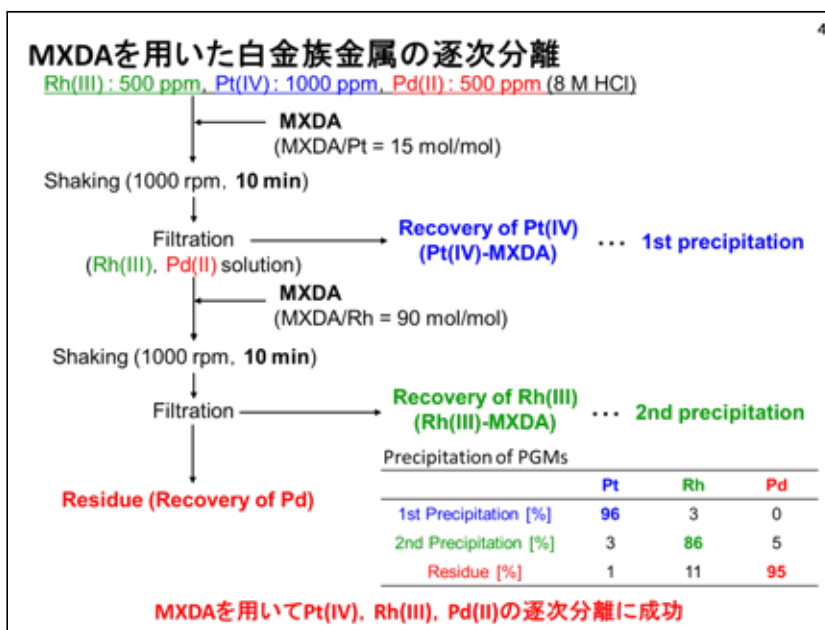 4
MXDAを用いた白金族金属の逐次分離
Rh(III) : 500 ppm, Pt(IV) : 1000 ppm, Pd(II) : 500 ppm (8 M HCl)
MXDA
(MXDA/Pt = 15 mol/mol)
Shaking (1000 rpm, 10 min)
Filtration
(Rh(III), Pd(II) solution)
Recovery of Pt(IV)
(Pt(IV)-MXDA)
… 1st precipitation
MXDA
(MXDA/Rh = 90 mol/mol)
Shaking (1000 rpm, 10 min)
Filtration
Recovery of Rh(III)
(Rh(III)-MXDA)
… 2nd precipitation
Residue (Recovery of Pd)
Precipitation of PGMs
Pt Rh Pd
1st Precipitation [%] 96 3 0
2nd Precipitation [%] 3 86 5
Residue [%] 1 11 95
MXDAを用いてPt(IV), Rh(III), Pd(II)の逐次分離に成功